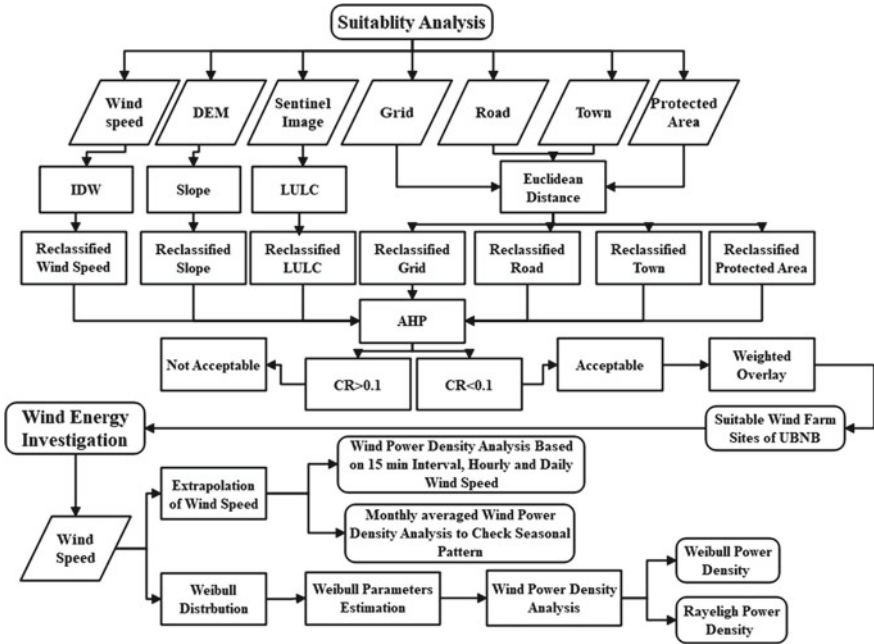 Suitablity Analysis
Wind
speed
DEM
Sentinel
Image
Grid
Road
Town
Protected
Area
IDW
Slope
LULC
Euclidean
Distance
Reclassified
Wind Speed
Reclassified
Slope
Reclassified
LULC
Reclassified
Grid
Reclassified
Road
Reclassified
Town
Reclassified
Protected Area
AHP
Not Acceptable
CR>0.1
CR<0.1
Acceptable
Weighted
Overlay
Wind Energy
Investigation
Suitable Wind Farm
Sites of UBNB
Wind Power Density Analysis Based
on 15 min Interval, Hourly and Daily
Wind Speed
Extrapolation
of Wind Speed
Monthly averaged Wind Power
Density Analysis to Check Seasonal
Pattern
Wind
Speed
Weibull
Distrbution
Weibull Parameters
Estimation
Wind Power Density
Analysis
Weibull Power
Density
Rayeligh Power
Density